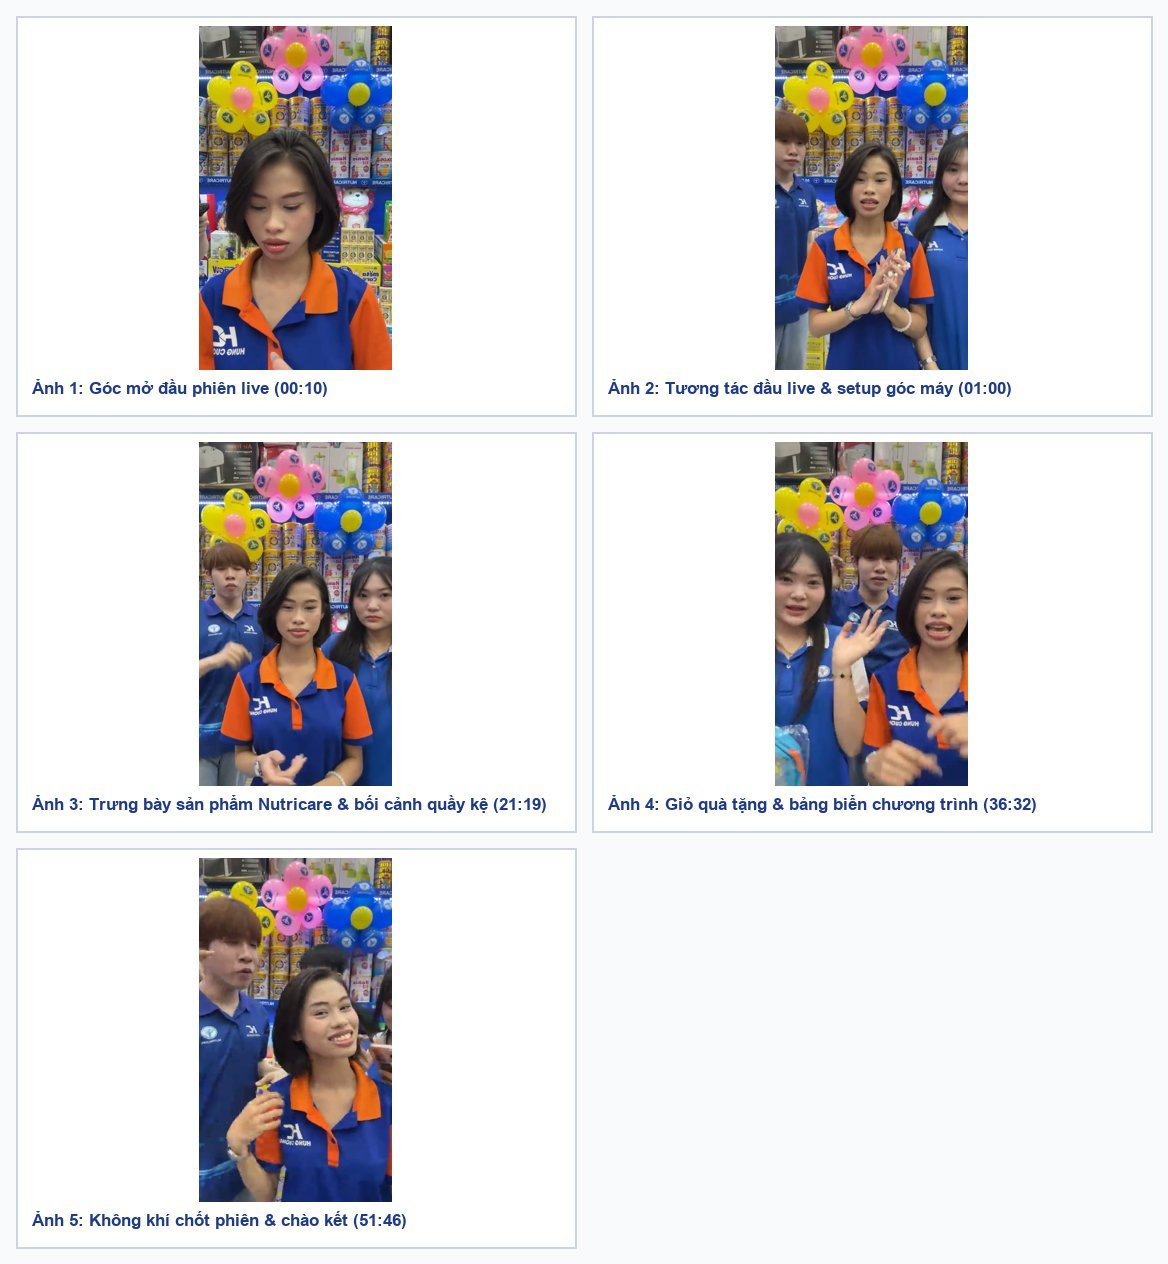 Ảnh 1: Góc mở đầu phiên live (00:10)
Ảnh 2: Tương tác đầu live & setup góc máy (01:00)
Ảnh 3: Trưng bày sản phẩm Nutricare & bối cảnh quầy kệ (21:19)
Ảnh 4: Giỏ quà tặng & bảng biển chương trình (36:32)
Ảnh 5: Không khí chốt phiên & chào kết (51:46)